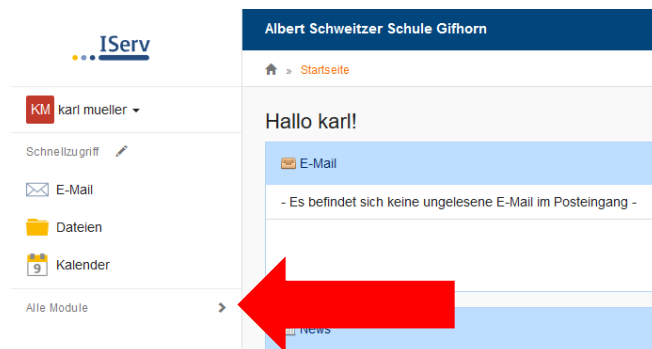 IServ
Albert Schweitzer Schule Gifhorn
» Startseite
KM karl mueller
Hallo karl!
Schnellzugriff
E-Mail
E-Mail
- Es befindet sich keine ungelesene E-Mail im Posteingang -
Dateien
9 Kalender
Alle Module
News